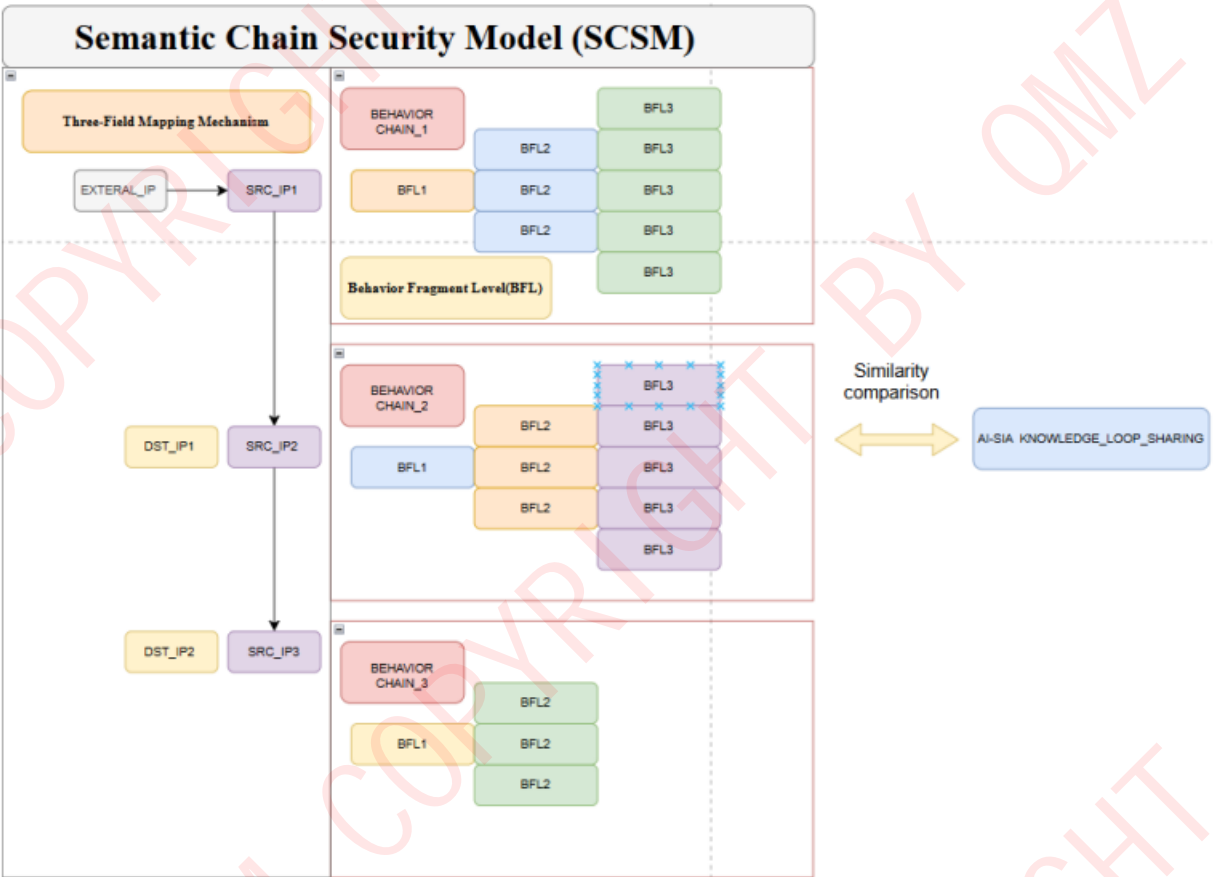 Semantic Chain Security Model (SCSM)
Three-Field Mapping Mechanism
EXTERAL_IP
SRC_IP1
DST_IP1
SRC_IP2
DST_IP2
SRC_IP3
BEHAVIOR
CHAIN_1
BFL1
BFL2
BFL2
BFL2
BFL3
BFL3
BFL3
BFL3
BFL3
Behavior Fragment Level(BFL)
BEHAVIOR
CHAIN_2
BFL1
BFL2
BFL2
BFL2
BFL3
BFL3
BFL3
BFL3
BFL3
BEHAVIOR
CHAIN_3
BFL1
BFL2
BFL2
BFL2
Similarity
comparison
AI-SIA KNOWLEDGE_LOOP_SHARING
COPYRIGHT BY QMZ
COPYRIGHT